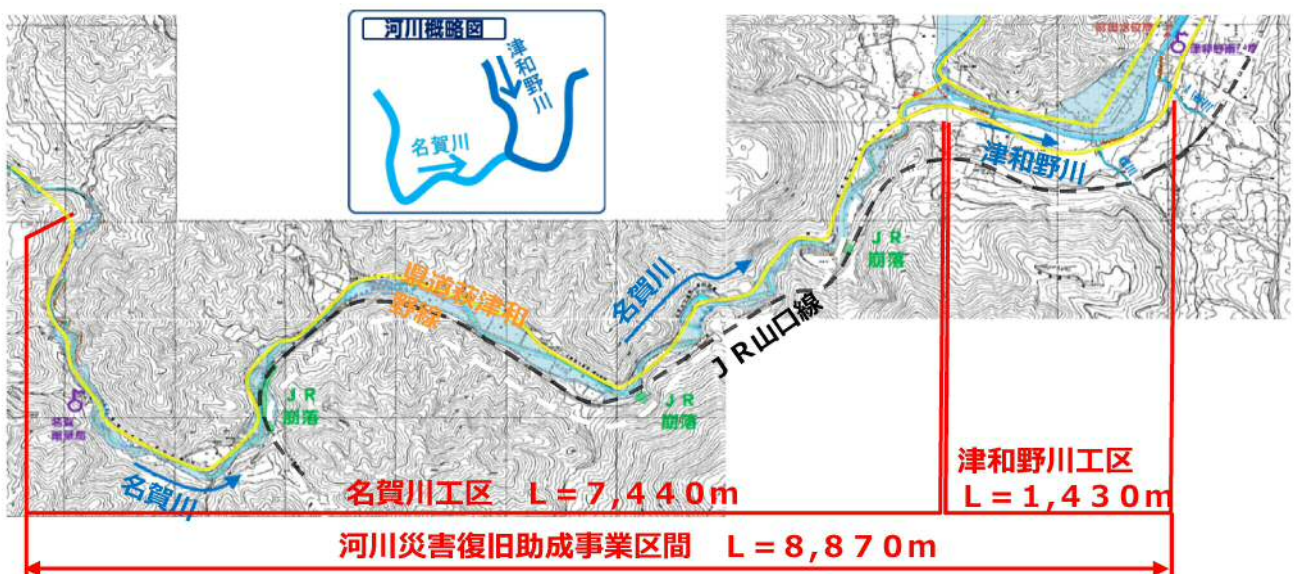 河川概略図
津和野川
名賀川
津和野川
名賀川
県道萩津和
野線
JR
崩落
JR山口線
JR
崩落
JR
崩落
名賀川
名賀川工区 L=7,440m
津和野川工区
L=1,430m
河川災害復旧助成事業区間 L=8,870m